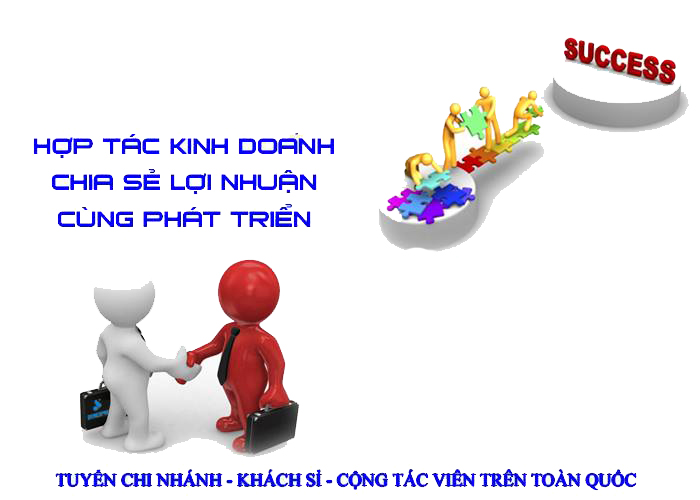 SUCCESS
HỢP TÁC KINH DOANH
CHIA SẺ LỢI NHUẬN
CÙNG PHÁT TRIỂN
TUYỂN CHI NHÁNH - KHÁCH SỈ - CỘNG TÁC VIÊN TRÊN TOÀN QUỐC